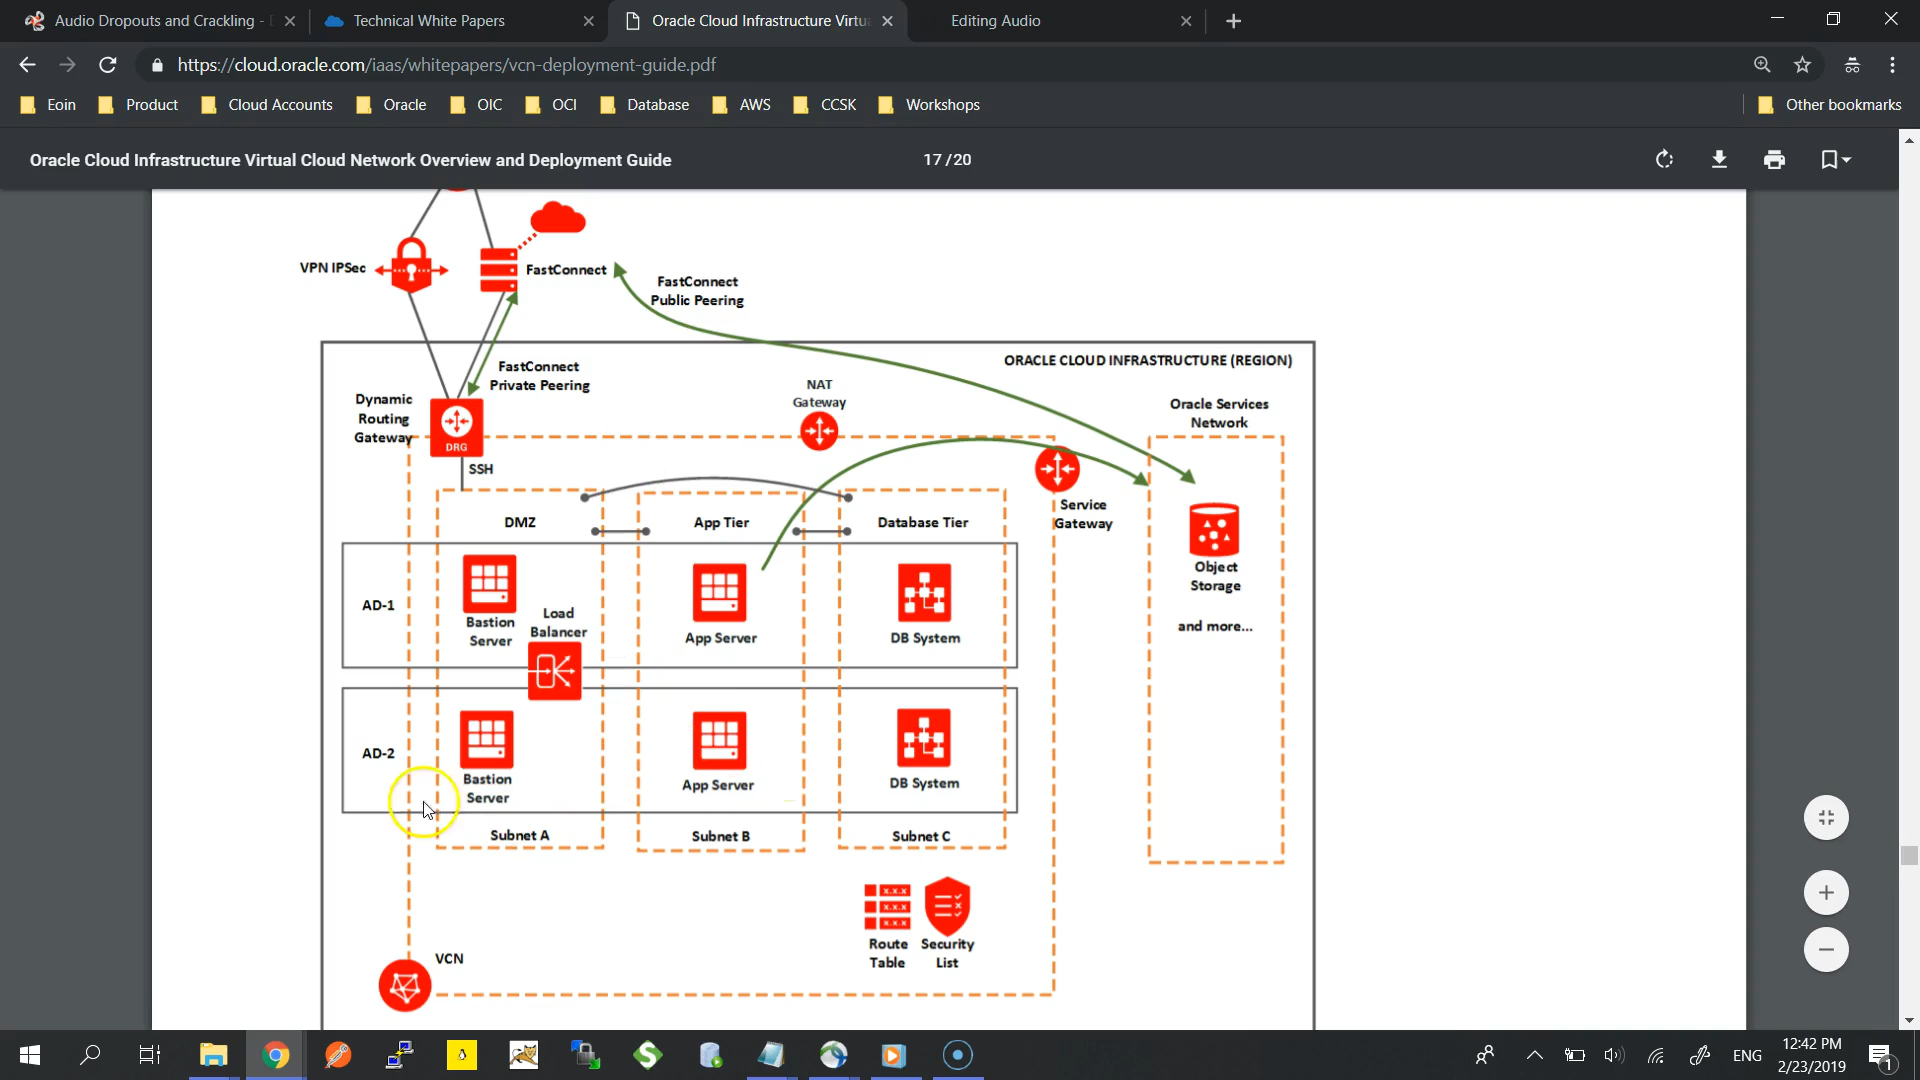 Audio Dropouts and Crackling -
Technical White Papers
Oracle Cloud Infrastructure Virtu
Editing Audio
https://cloud.oracle.com/iaas/whitepapers/vcn-deployment-guide.pdf
Eoin
Product
Cloud Accounts
Oracle
OIC
OCI
Database
AWS
CCSK
Workshops
Other bookmarks
Oracle Cloud Infrastructure Virtual Cloud Network Overview and Deployment Guide
17 / 20
VPN IPSec
FastConnect
FastConnect
Public Peering
ORACLE CLOUD INFRASTRUCTURE (REGION)
FastConnect
Private Peering
NAT
Gateway
Dynamic
Routing
Gateway
DRG
Oracle Services
Network
SSH
Service
Gateway
DMZ
App Tier
Database Tier
AD-1
Bastion
Server
Load
Balancer
App Server
DB System
Object
Storage
and more...
AD-2
Bastion
Server
App Server
DB System
Subnet A
Subnet B
Subnet C
x.x.x
x.x.x
x.x.x
Route
Table
Security
List
VCN
ENG
12:42 PM
2/23/2019
1